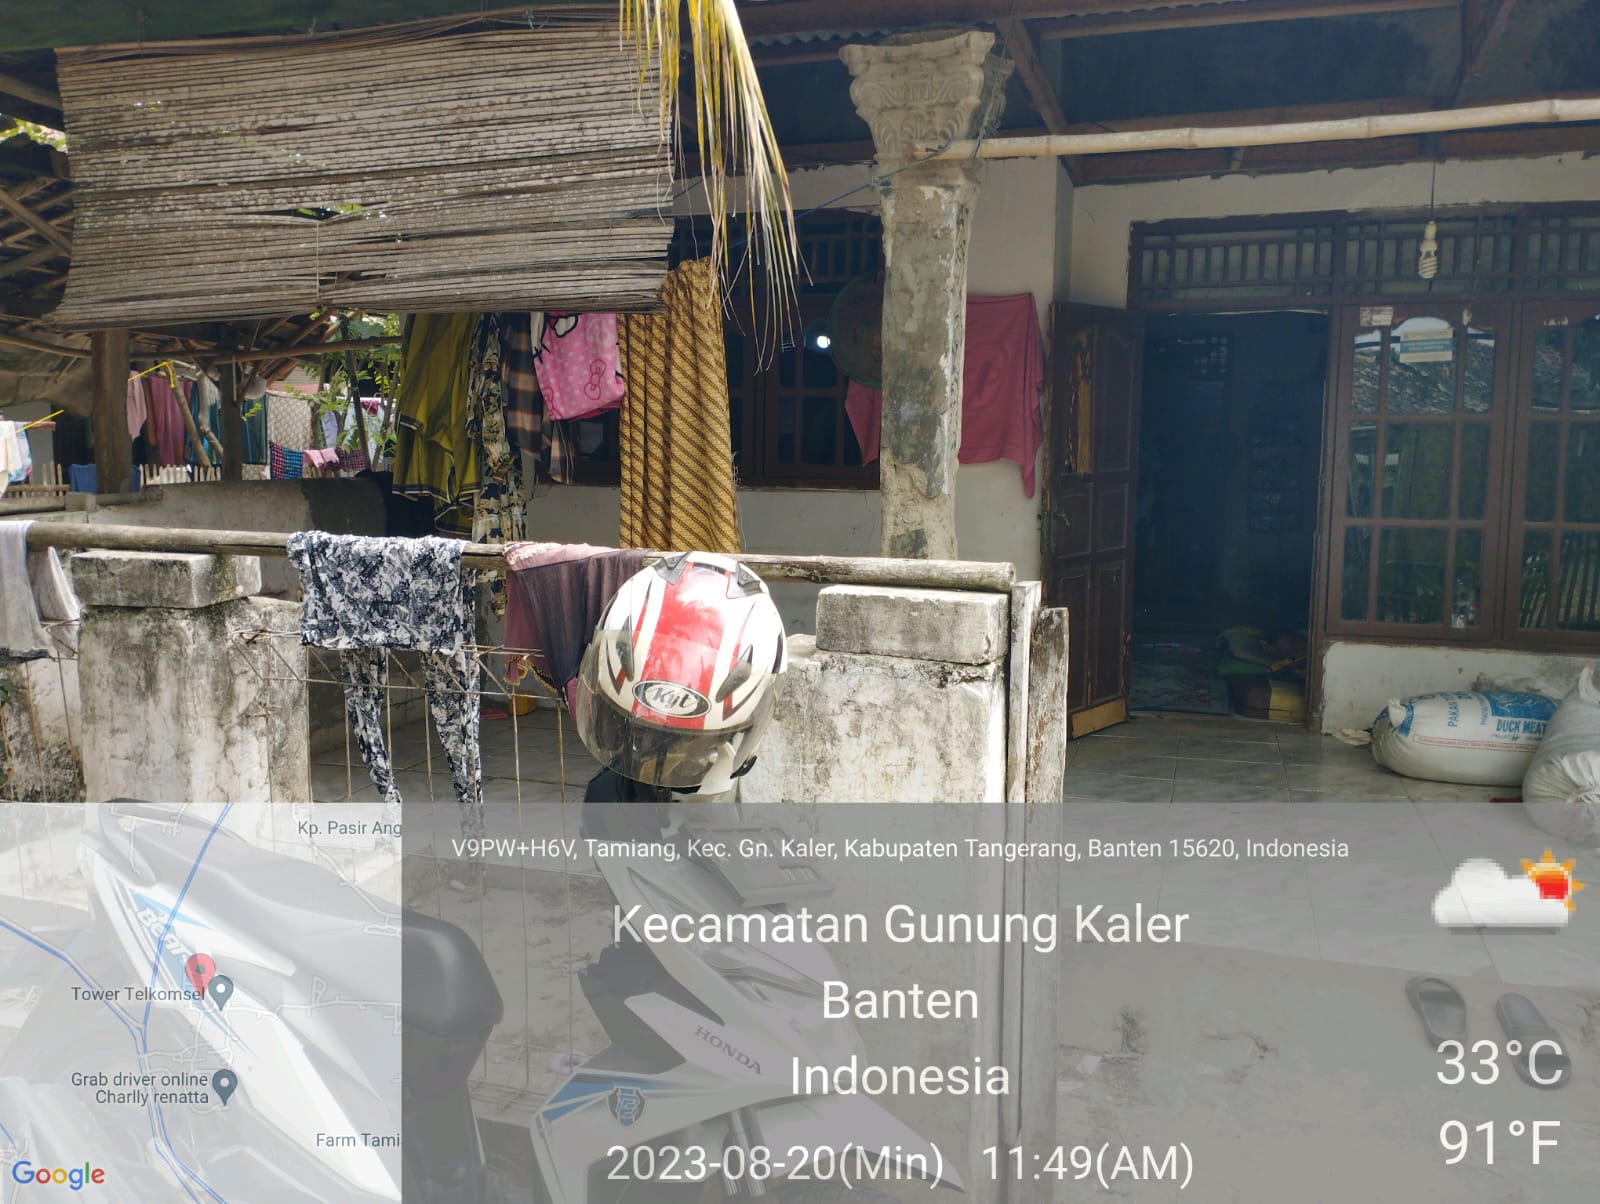 Kyt
PAKAN
DUCK MEAT
Kp. Pasir Ang
V9PW+H6V, Tamiang, Kec. Gn. Kaler, Kabupaten Tangerang, Banten 15620, Indonesia
Kecamatan Gunung Kaler
Banten
Indonesia
2023-08-20(Min) 11:49(AM)
33°C
91°F
BeAT
Tower Telkomsel
Grab driver online
Charlly renatta
Farm Tami
Google
HONDA